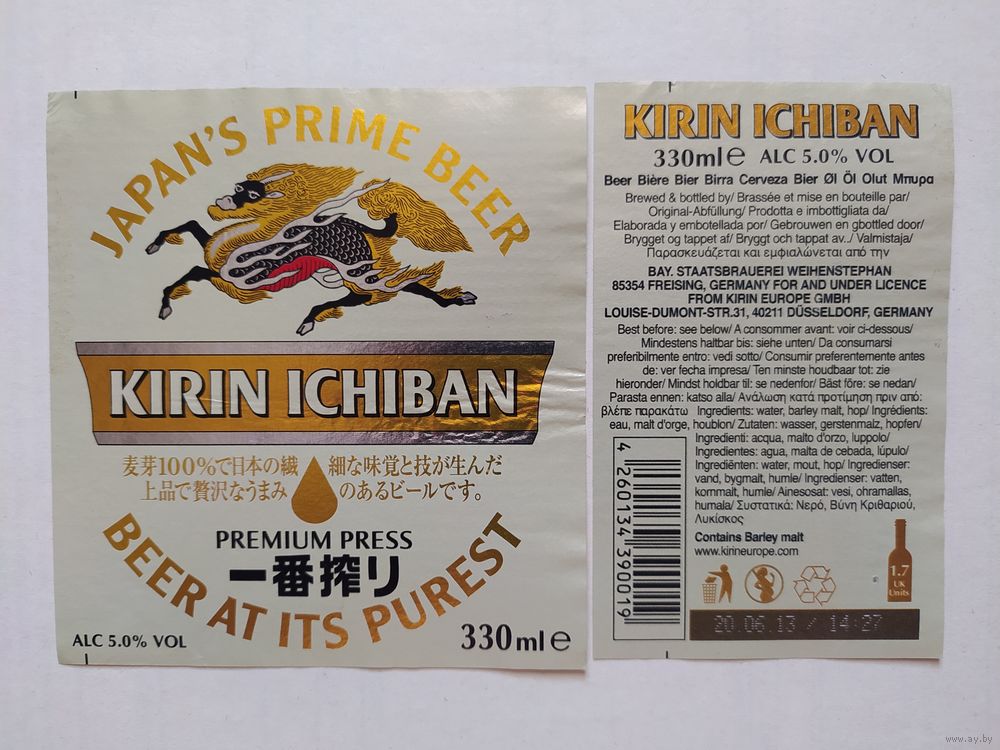 JAPAN'S PRIME BEER
KIRIN ICHIBAN
麦芽100%で日本の繊細な味覚と技が生んだ
上品で贅沢なうまみのあるビールです。
PREMIUM PRESS
一番搾り
BEER AT ITS PUREST
ALC 5.0% VOL
330ml e
KIRIN ICHIBAN
330ml e ALC 5.0% VOL
Beer Bière Bier Birra Cerveza Bier Øl Öl Olut Μπυρα
Brewed & bottled by/ Brassée et mise en bouteille par/
Original-Abfüllung/ Prodotta e imbottigliata da/
Elaborada y embotellada por/ Gebrouwen en gbottled door/
Brygget og tappet af/ Bryggt och tappat av../ Valmistaja/
Παρασκευάζεται και εμφιαλώνεται από την
BAY. STAATSBRAUEREI WEIHENSTEPHAN
85354 FREISING, GERMANY FOR AND UNDER LICENCE
FROM KIRIN EUROPE GMBH
LOUISE-DUMONT-STR.31, 40211 DÜSSELDORF, GERMANY
Best before: see below/ A consommer avant: voir ci-dessous/
Mindestens haltbar bis: siehe unten/ Da consumarsi
preferibilmente entro: vedi sotto/ Consumir preferentemente antes
de: ver fecha impresa/ Ten minste houdbaar tot: zie
hieronder/ Mindst holdbar til: se nedenfor/ Bäst före: se nedan/
Parasta ennen: katso alla/ Ανάλωση κατά προτίμηση πριν από:
βλέπε παρακάτω Ingredients: water, barley malt, hop/ Ingrédients:
eau, malt d'orge, houblon/ Zutaten: wasser, gerstenmalz, hopfen/
Ingredienti: acqua, malto d'orzo, luppolo/
Ingredientes: agua, malta de cebada, lúpulo/
Ingrediënten: water, mout, hop/ Ingredienser:
vand, bygmalt, humle/ Ingredienser: vatten,
kornmalt, humle/ Ainesosat: vesi, ohramallas,
humala/ Συστατικά: Νερό, Βύνη Κριθαριού,
Λυκίσκος
Contains Barley malt
www.kirineurope.com
4 260134 390019
1.7
UK
Units
20.06.13 / 14:27
www.ay.by